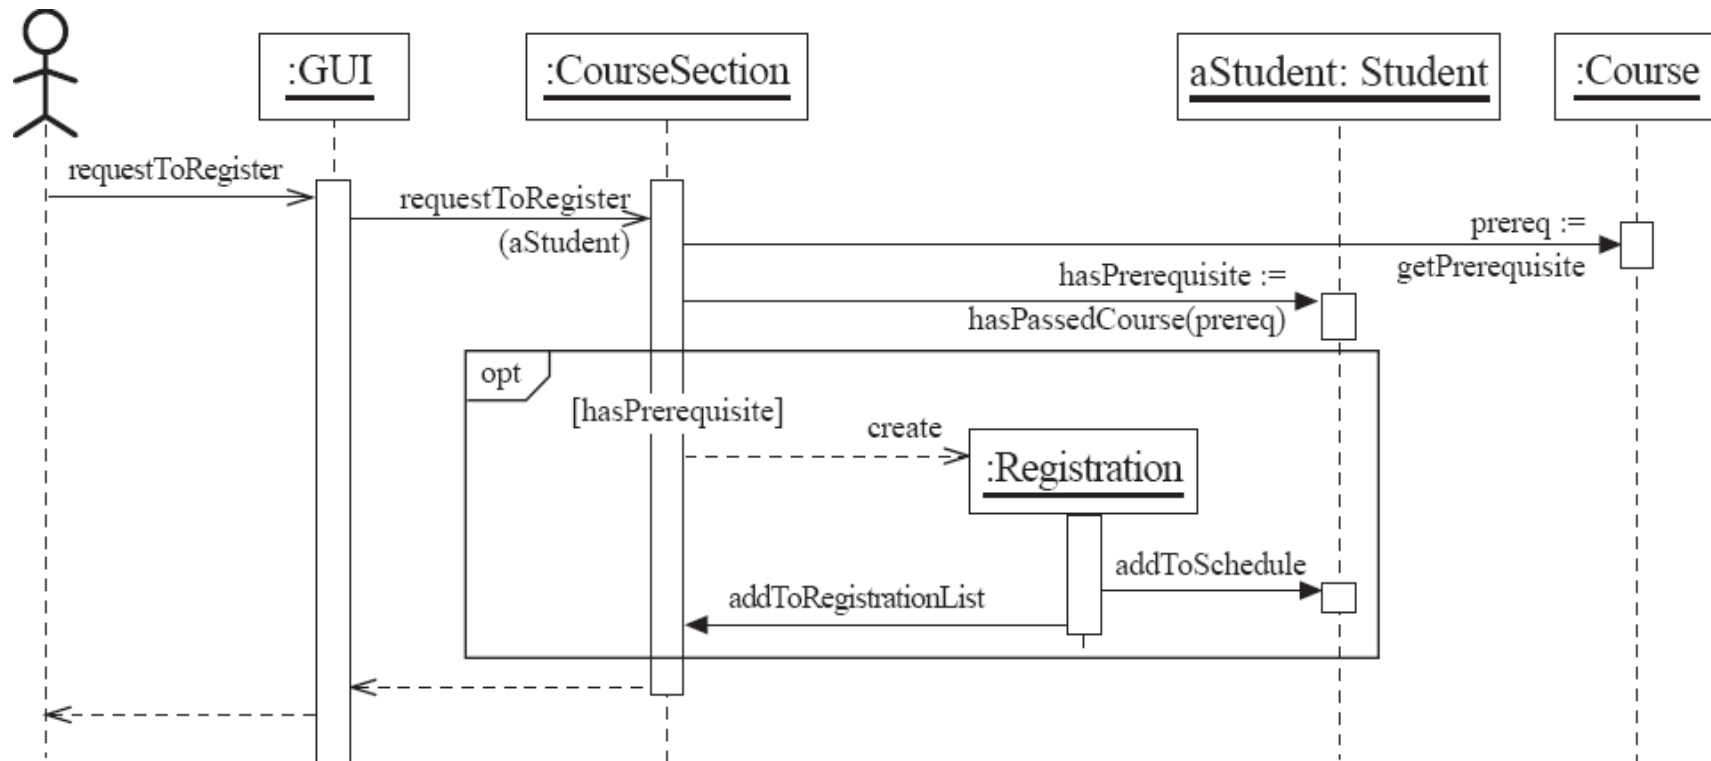 :GUI
:CourseSection
aStudent: Student
:Course
requestToRegister
requestToRegister
(aStudent)
prereq :=
getPrerequisite
hasPrerequisite :=
hasPassedCourse(prereq)
opt
[hasPrerequisite]
create
:Registration
addToSchedule
addToRegistrationList